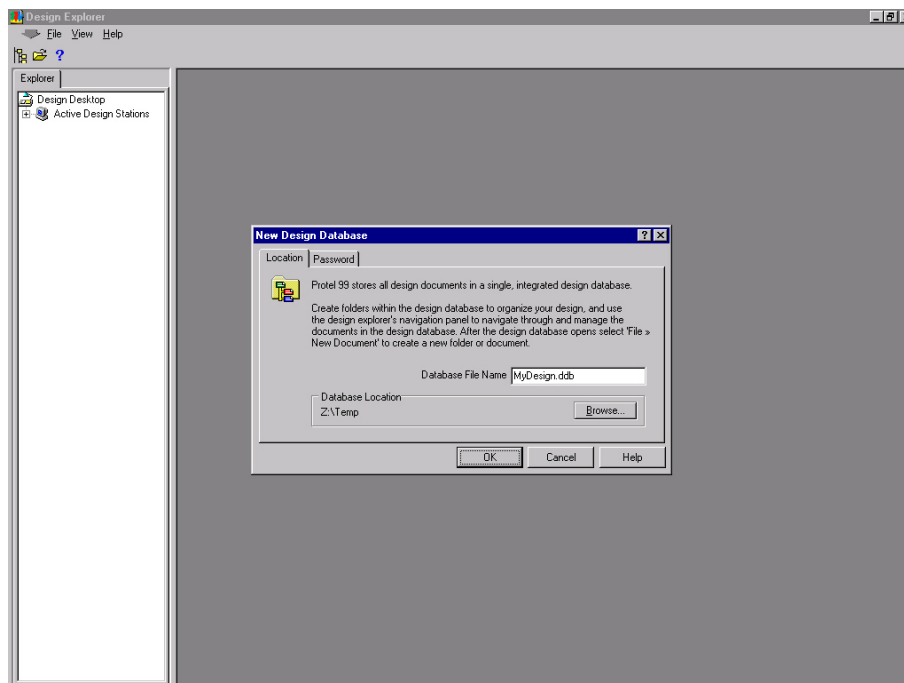 Design Explorer
File View Help
?
Explorer
Design Desktop
Active Design Stations
New Design Database
Location Password
Protel 99 stores all design documents in a single, integrated design database.
Create folders within the design database to organize your design, and use
the design explorer's navigation panel to navigate through and manage the
documents in the design database. After the design database opens select 'File »
New Document' to create a new folder or document.
Database File Name MyDesign.ddb
Database Location
Z:\Temp
Browse...
OK Cancel Help